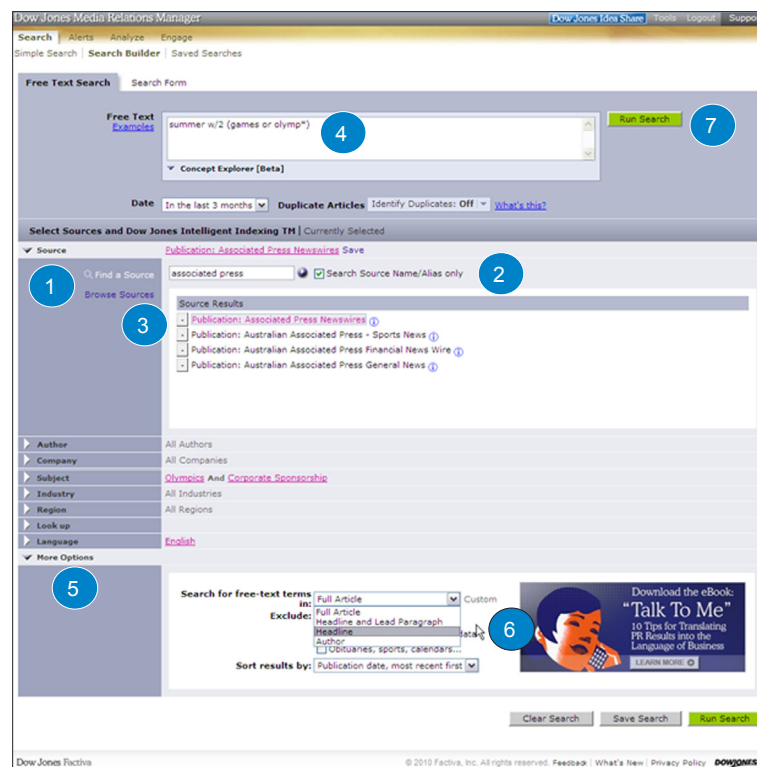 Dow Jones Media Relations Manager Dow Jones Idea Share Tools Logout Suppo
Search Alerts Analyze Engage
Simple Search | Search Builder | Saved Searches
Free Text Search Search Form
Free Text
Examples
summer w/2 (games or olymp*)
4
Run Search
7
Concept Explorer [Beta]
Date In the last 3 months Duplicate Articles Identify Duplicates: Off What's this?
Select Sources and Dow Jones Intelligent Indexing TM | Currently Selected
Source Publication: Associated Press Newswires Save
1
Find a Source associated press Search Source Name/Alias only
2
Browse Sources
Source Results
3
Publication: Associated Press Newswires
Publication: Australian Associated Press - Sports News
Publication: Australian Associated Press Financial News Wire
Publication: Australian Associated Press General News
Author All Authors
Company All Companies
Subject Olympics And Corporate Sponsorship
Industry All Industries
Region All Regions
Look up
Language English
More Options
5
Search for free-text terms in: Full Article Custom
Exclude: Full Article
Headline and Lead Paragraph
Headline data
Author
Obituaries, sports, calendars...
6
Sort results by: Publication date, most recent first
Download the eBook:
"Talk To Me"
10 Tips for Translating
PR Results into the
Language of Business
LEARN MORE
Clear Search Save Search Run Search
Dow Jones Factiva © 2010 Factiva, Inc. All rights reserved. Feedback | What's New | Privacy Policy DOWJONES